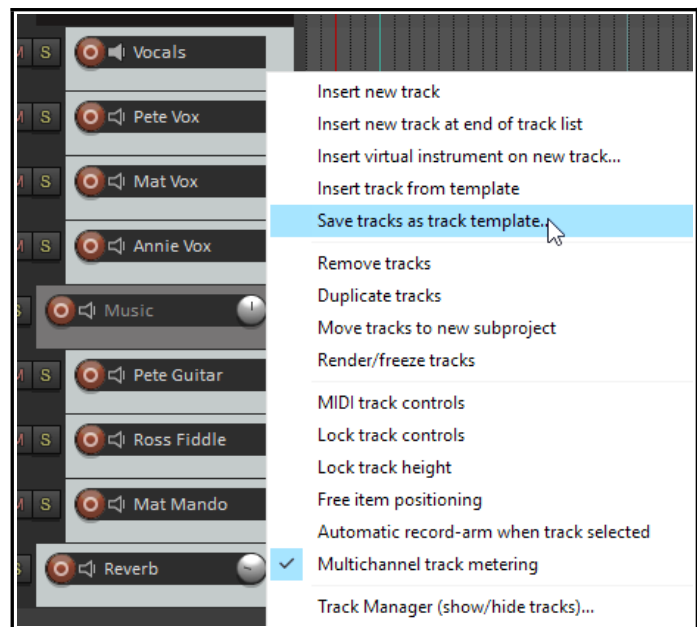 M S Vocals
Insert new track
M S Pete Vox
Insert new track at end of track list
Insert virtual instrument on new track...
M S Mat Vox
Insert track from template
Save tracks as track template...
M S Annie Vox
Remove tracks
Duplicate tracks
S Music
Move tracks to new subproject
Render/freeze tracks
M S Pete Guitar
MIDI track controls
M S Ross Fiddle
Lock track controls
Lock track height
M S Mat Mando
Free item positioning
Automatic record-arm when track selected
S Reverb
Multichannel track metering
Track Manager (show/hide tracks)...